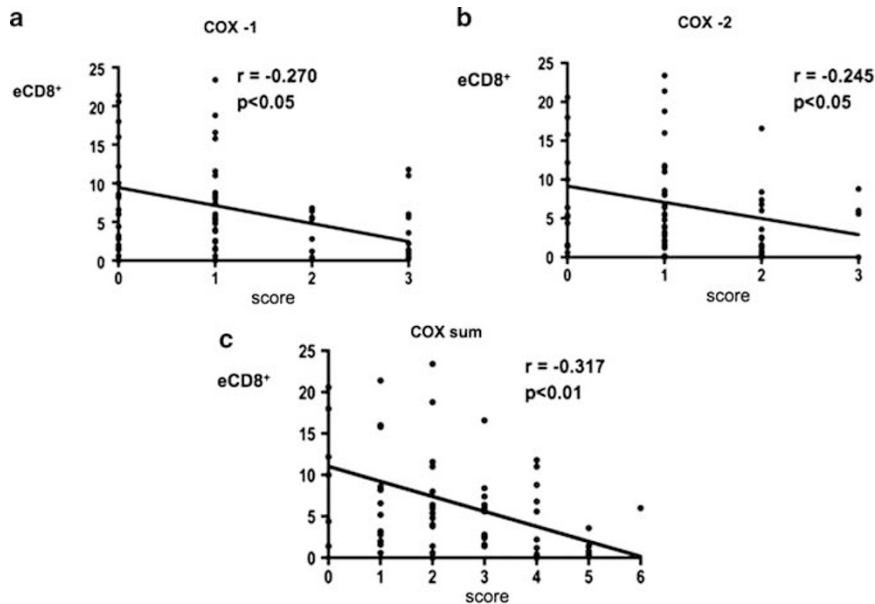 a
COX -1
eCD8⁺
r = -0.270
p<0.05
25
20
15
10
5
0
0 1 2 3
score
b
COX -2
eCD8⁺
r = -0.245
p<0.05
25
20
15
10
5
0
0 1 2 3
score
c
COX sum
eCD8⁺
r = -0.317
p<0.01
25
20
15
10
5
0
0 1 2 3 4 5 6
score